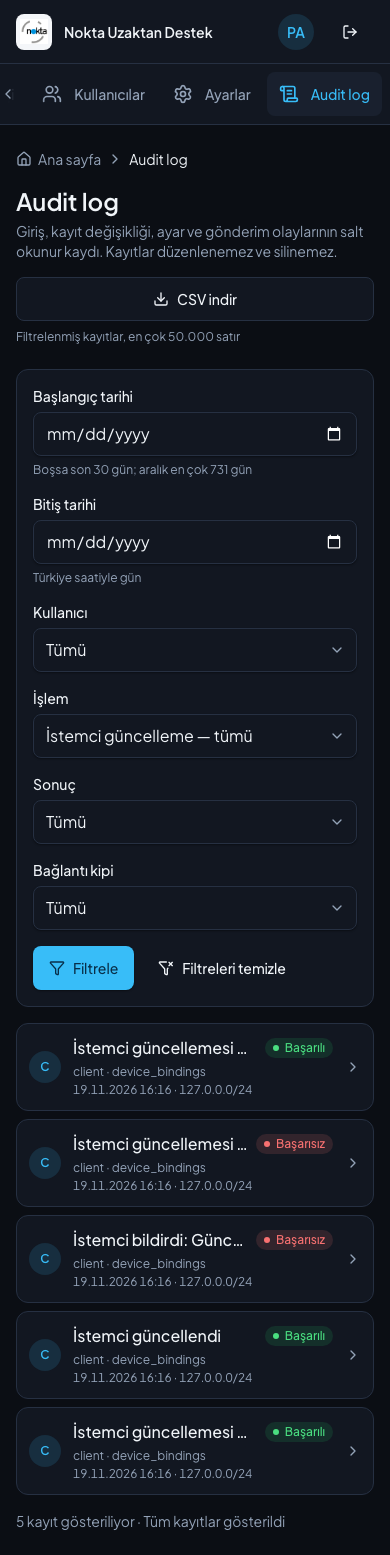 nokta
Nokta Uzaktan Destek
PA
Kullanıcılar
Ayarlar
Audit log
Ana sayfa
Audit log
Audit log
Giriş, kayıt değişikliği, ayar ve gönderim olaylarının salt
okunur kaydı. Kayıtlar düzenlenemez ve silinemez.
CSV indir
Filtrelenmiş kayıtlar, en çok 50.000 satır
Başlangıç tarihi
mm/dd/yyyy
Boşsa son 30 gün; aralık en çok 731 gün
Bitiş tarihi
mm/dd/yyyy
Türkiye saatiyle gün
Kullanıcı
Tümü
İşlem
İstemci güncelleme — tümü
Sonuç
Tümü
Bağlantı kipi
Tümü
Filtrele
Filtreleri temizle
C
İstemci güncellemesi ...
Başarılı
client · device_bindings
19.11.2026 16:16 · 127.0.0.0/24
C
İstemci güncellemesi ...
Başarısız
client · device_bindings
19.11.2026 16:16 · 127.0.0.0/24
C
İstemci bildirdi: Günc...
Başarısız
client · device_bindings
19.11.2026 16:16 · 127.0.0.0/24
C
İstemci güncellendi
Başarılı
client · device_bindings
19.11.2026 16:16 · 127.0.0.0/24
C
İstemci güncellemesi ...
Başarılı
client · device_bindings
19.11.2026 16:16 · 127.0.0.0/24
5 kayıt gösteriliyor · Tüm kayıtlar gösterildi